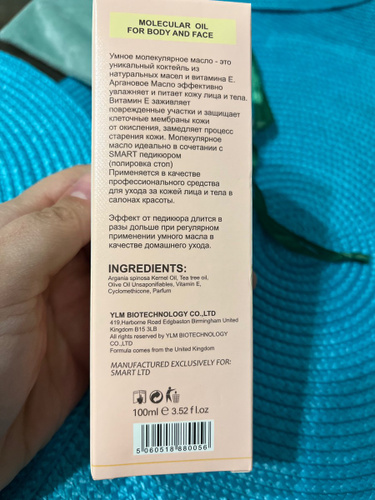 MOLECULAR OIL
FOR BODY AND FACE
Умное молекулярное масло - это
уникальный коктейль из
натуральных масел и витамина Е.
Аргановое Масло эффективно
увлажняет и питает кожу лица и тела.
Витамин Е заживляет
поврежденные участки и защищает
клеточные мембраны кожи
от окисления, замедляет процесс
старения кожи. Молекулярное
масло идеально в сочетании с
SMART педикюром
(полировка стоп)
Применяется в качестве
профессионального средства
для ухода за кожей лица и тела в
салонах красоты.
Эффект от педикюра длится в
разы дольше при регулярном
применении умного масла в
качестве домашнего ухода.
INGREDIENTS:
Argania spinosa Kernel Oil, Tea tree oil,
Olive Oil Unsaponifiables, Vitamin E,
Cyclomethicone, Parfum
YLM BIOTECHNOLOGY CO.,LTD
419,Harborne Road Edgbaston Birmingham United
Kingdom B15 3LB
All rights reserved by YLM BIOTECHNOLOGY
CO.,LTD
Formula comes from the United Kingdom
MANUFACTURED EXCLUSIVELY FOR:
SMART LTD
100ml 3.52 fl.oz
5 060518 880056